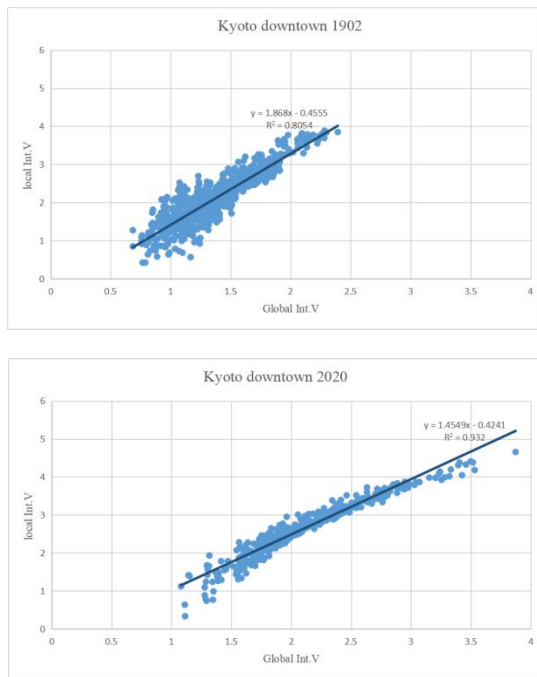 Kyoto downtown 1902
6
5
4
3
2
1
0
local Int.V
y = 1.868x - 0.4555
R² = 0.8054
0 0.5 1 1.5 2 2.5 3 3.5 4
Global Int.V
Kyoto downtown 2020
6
5
4
3
2
1
0
local Int.V
y = 1.4549x - 0.4241
R² = 0.932
0 0.5 1 1.5 2 2.5 3 3.5 4
Global Int.V